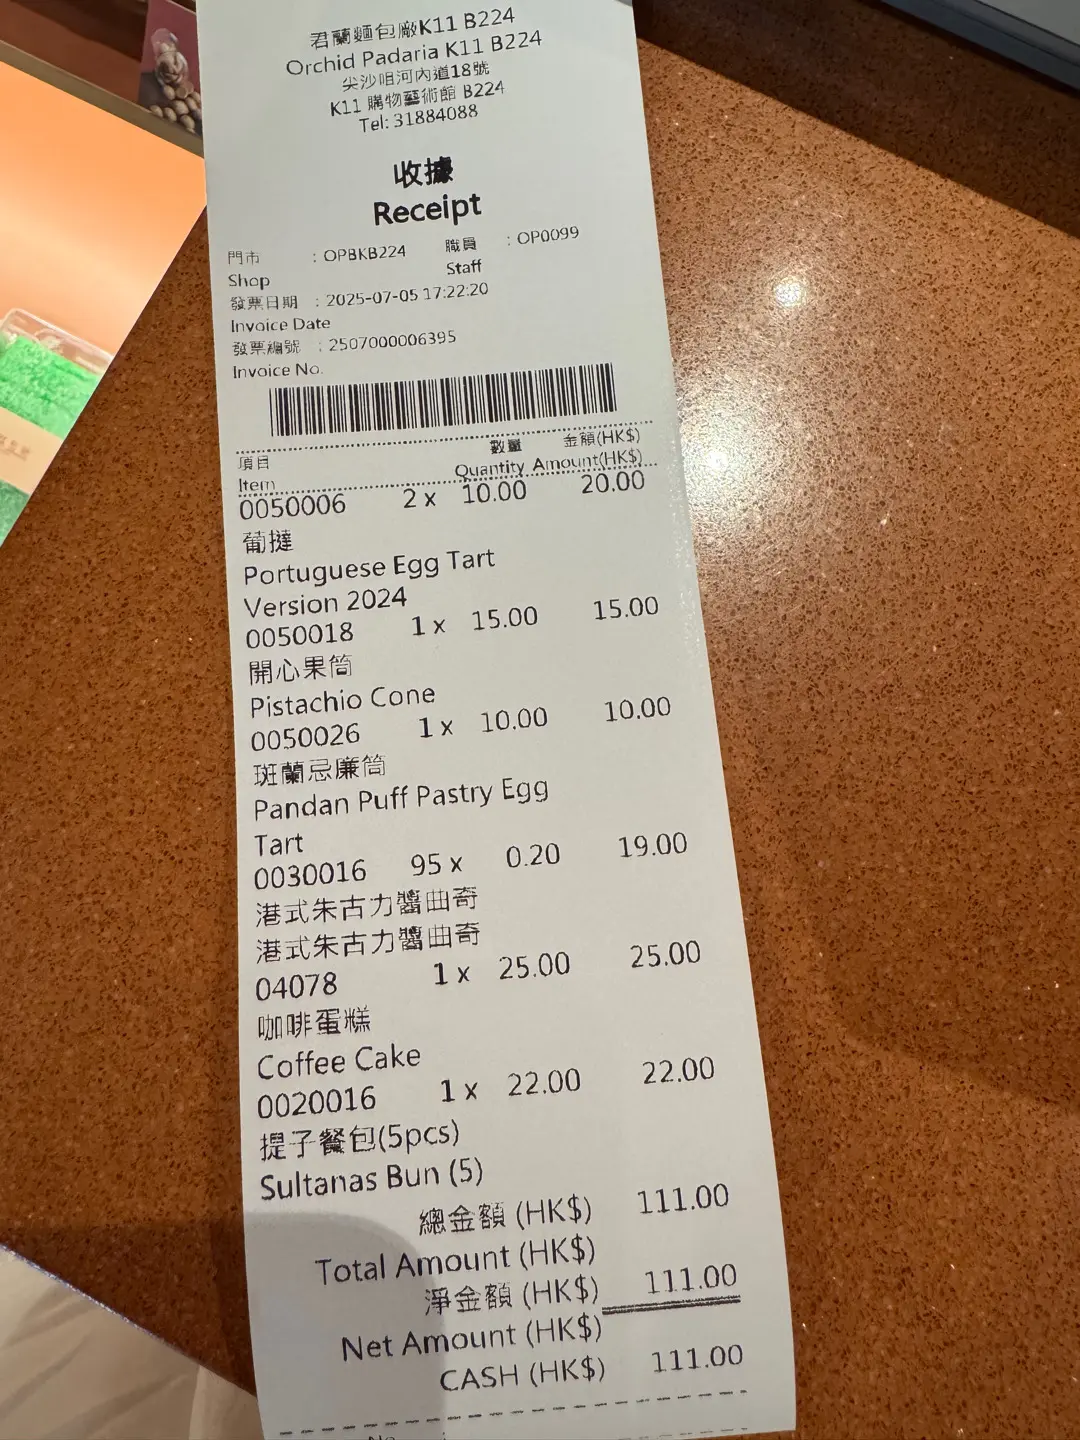 君蘭麵包廠K11 B224
Orchid Padaria K11 B224
尖沙咀河內道18號
K11 購物藝術館 B224
Tel: 31884088
收據
Receipt
門市 : OPBKB224 職員 : OP0099
Shop Staff
發票日期 : 2025-07-05 17:22:20
Invoice Date
發票編號 : 2507000006395
Invoice No.
項目 數量 金額(HK$)
Item Quantity Amount(HK$)
0050006 2 x 10.00 20.00
葡撻
Portuguese Egg Tart
Version 2024
0050018 1 x 15.00 15.00
開心果筒
Pistachio Cone
0050026 1 x 10.00 10.00
斑蘭忌廉筒
Pandan Puff Pastry Egg
Tart
0030016 95 x 0.20 19.00
港式朱古力醬曲奇
港式朱古力醬曲奇
04078 1 x 25.00 25.00
咖啡蛋糕
Coffee Cake
0020016 1 x 22.00 22.00
提子餐包(5pcs)
Sultanas Bun (5)
總金額 (HK$) 111.00
Total Amount (HK$)
淨金額 (HK$) 111.00
Net Amount (HK$)
CASH (HK$) 111.00